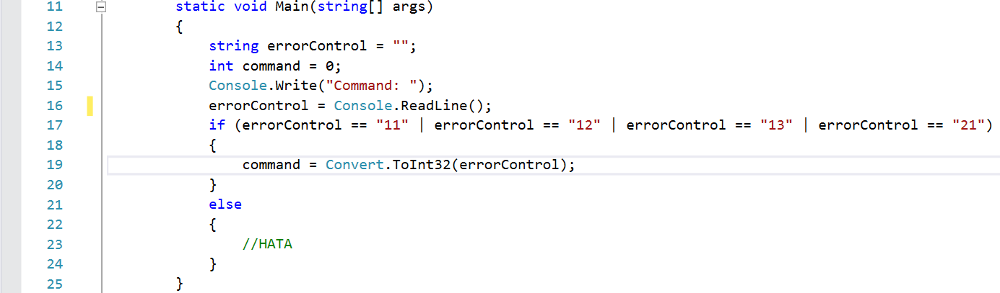 11 static void Main(string[] args)
12 {
13 string errorControl = "";
14 int command = 0;
15 Console.Write("Command: ");
16 errorControl = Console.ReadLine();
17 if (errorControl == "11" | errorControl == "12" | errorControl == "13" | errorControl == "21")
18 {
19 command = Convert.ToInt32(errorControl);
20 }
21 else
22 {
23 //HATA
24 }
25 }